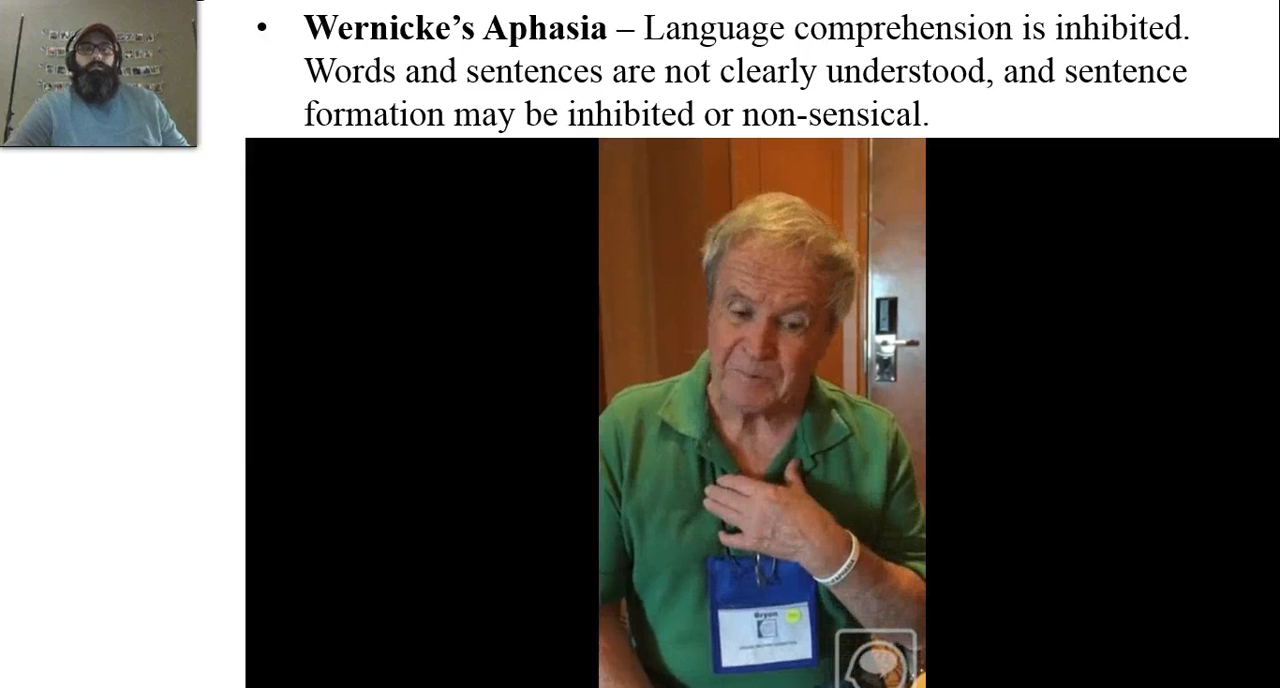 • Wernicke’s Aphasia – Language comprehension is inhibited.
Words and sentences are not clearly understood, and sentence
formation may be inhibited or non-sensical.
Bryan